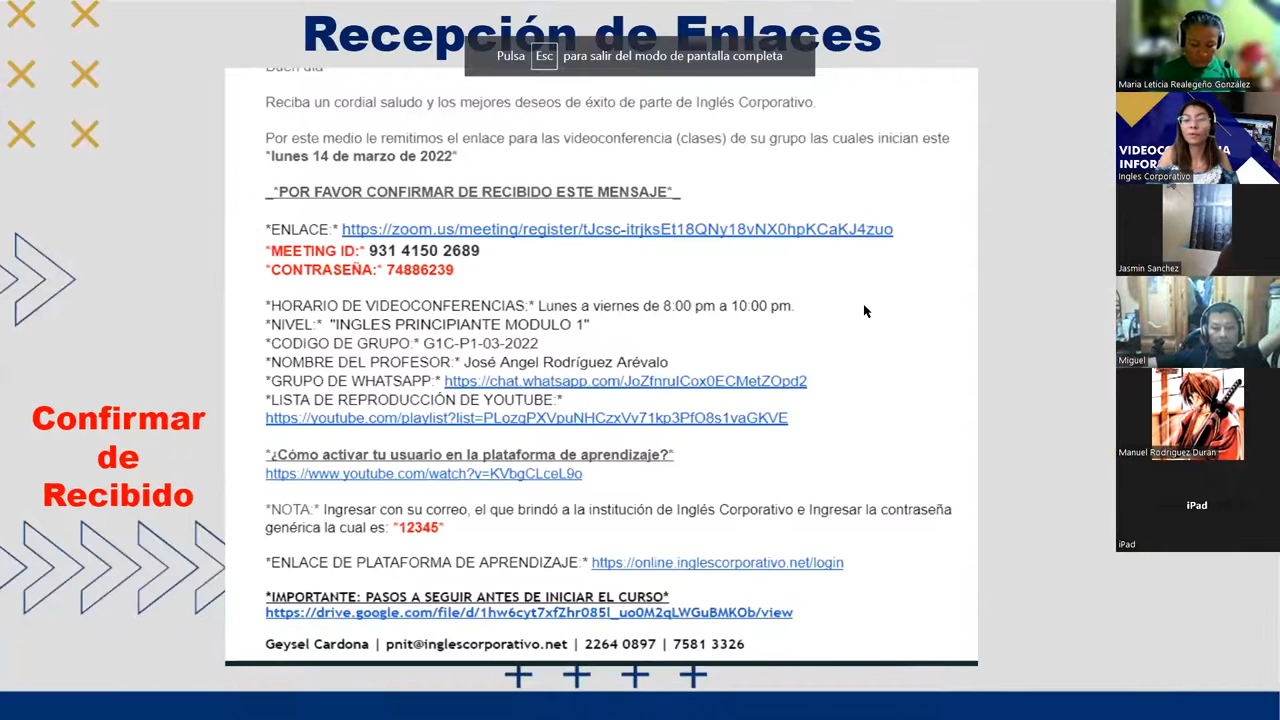 Recepción de Enlaces
Pulsa Esc para salir del modo de pantalla completa
Buen día
Reciba un cordial saludo y los mejores deseos de éxito de parte de Inglés Corporativo.
Por este medio le remitimos el enlace para las videoconferencia (clases) de su grupo las cuales inician este
*lunes 14 de marzo de 2022*
_*POR FAVOR CONFIRMAR DE RECIBIDO ESTE MENSAJE*_
*ENLACE:* https://zoom.us/meeting/register/tJcsc-itrjksEt18QNy18vNX0hpKCaKJ4zuo
*MEETING ID:* 931 4150 2689
*CONTRASEÑA:* 74886239
*HORARIO DE VIDEOCONFERENCIAS:* Lunes a viernes de 8:00 pm a 10:00 pm.
*NIVEL:* "INGLES PRINCIPIANTE MODULO 1"
*CODIGO DE GRUPO:* G1C-P1-03-2022
*NOMBRE DEL PROFESOR:* José Angel Rodríguez Arévalo
*GRUPO DE WHATSAPP:* https://chat.whatsapp.com/JoZfnruICox0ECMetZOpd2
*LISTA DE REPRODUCCIÓN DE YOUTUBE:*
https://youtube.com/playlist?list=PLozqPXVpuNHCzxVv71kp3PfO8s1vaGKVE
*¿Cómo activar tu usuario en la plataforma de aprendizaje?*
https://www.youtube.com/watch?v=KVbgCLceL9o
*NOTA:* Ingresar con su correo, el que brindó a la institución de Inglés Corporativo e Ingresar la contraseña
genérica la cual es: *12345*
*ENLACE DE PLATAFORMA DE APRENDIZAJE:* https://online.inglescorporativo.net/login
*IMPORTANTE: PASOS A SEGUIR ANTES DE INICIAR EL CURSO*
https://drive.google.com/file/d/1hw6cyt7xfZhr085l_uo0M2qLWGuBMKOb/view
Geysel Cardona | pnit@inglescorporativo.net | 2264 0897 | 7581 3326
Confirmar
de
Recibido
Maria Leticia Realegeño González
Ingles Corporativo
Jasmin Sanchez
Miguel
Manuel Rodriguez Duran
iPad
iPad